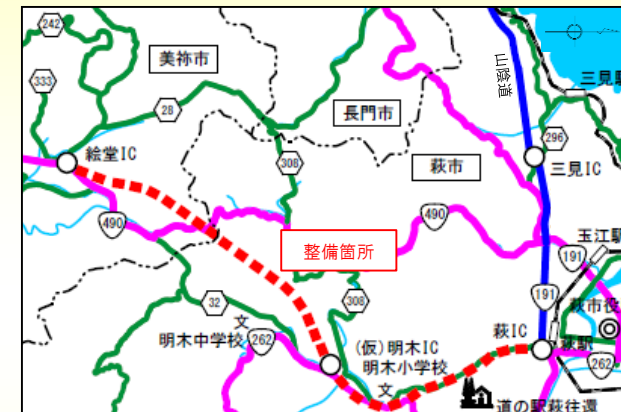 242
美祢市
山陰道
三見駅
333
28
長門市
296
絵堂IC
308
萩市
三見IC
490
490
玉江駅
整備箇所
191
191
32
308
萩市役
文
明木中学校
262
(仮)明木IC
明木小学校
文
萩IC
萩駅
262
道の駅萩往還